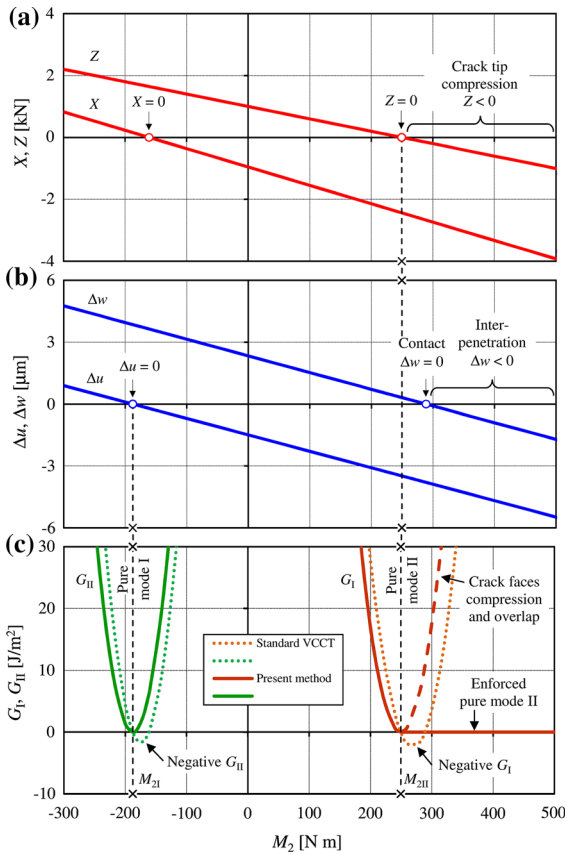 (a)
4
2
0
-2
-4
X, Z [kN]
Z
X
X = 0
Z = 0
Crack tip
compression
Z < 0
(b)
6
3
0
-3
-6
Δu, Δw [µm]
Δw
Δu
Δu = 0
Contact
Δw = 0
Inter-
penetration
Δw < 0
(c)
30
20
10
0
-10
GI, GII [J/m²]
GII
Pure
mode I
GI
Pure
mode II
Crack faces
compression
and overlap
Standard VCCT
Present method
Enforced
pure mode II
Negative GII
Negative GI
M2I
M2II
-300 -200 -100 0 100 200 300 400 500
M2 [N m]